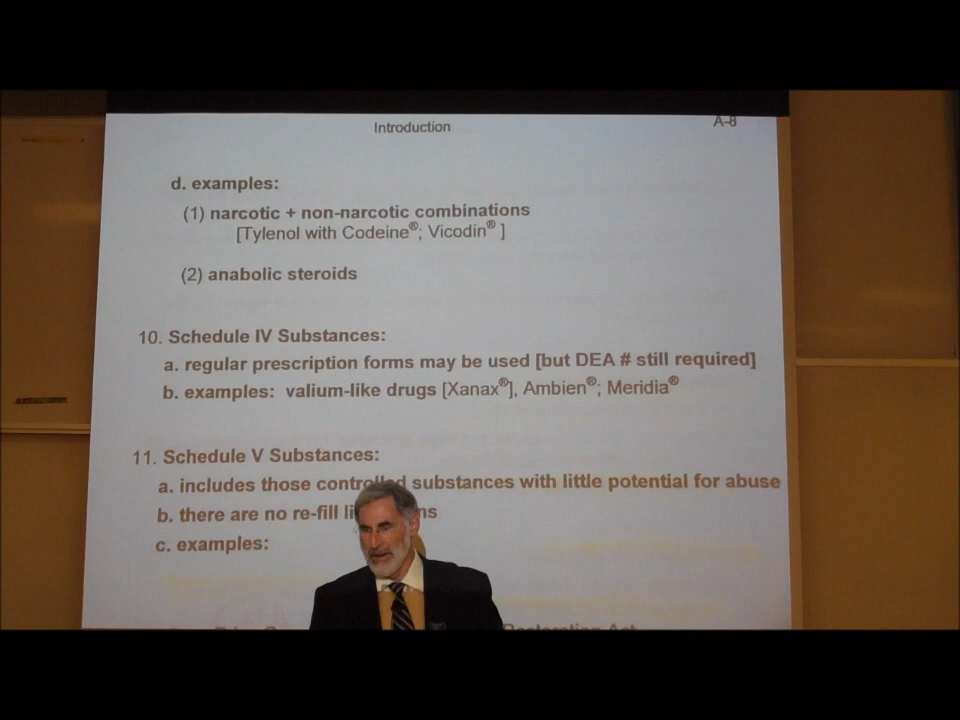 Introduction
A-8
d. examples:
(1) narcotic + non-narcotic combinations
[Tylenol with Codeine®; Vicodin® ]
(2) anabolic steroids
10. Schedule IV Substances:
a. regular prescription forms may be used [but DEA # still required]
b. examples: valium-like drugs [Xanax®], Ambien®; Meridia®
11. Schedule V Substances:
a. includes those controlled substances with little potential for abuse
b. there are no re-fill
c. examples:
Restoration Act